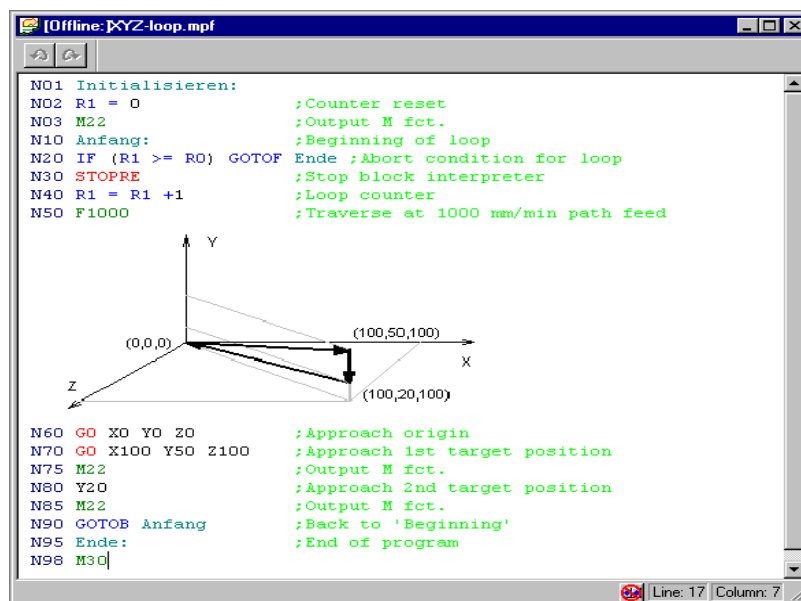 [Offline:]XYZ-loop.mpf
N01 Initialisieren:
N02 R1 = 0 ;Counter reset
N03 M22 ;Output M fct.
N10 Anfang: ;Beginning of loop
N20 IF (R1 >= R0) GOTOF Ende ;Abort condition for loop
N30 STOPRE ;Stop block interpreter
N40 R1 = R1 +1 ;Loop counter
N50 F1000 ;Traverse at 1000 mm/min path feed
Y
(100,50,100)
(0,0,0)
X
Z
(100,20,100)
N60 G0 X0 Y0 Z0 ;Approach origin
N70 G0 X100 Y50 Z100 ;Approach 1st target position
N75 M22 ;Output M fct.
N80 Y20 ;Approach 2nd target position
N85 M22 ;Output M fct.
N90 GOTOB Anfang ;Back to 'Beginning'
N95 Ende: ;End of program
N98 M30
Line: 17 Column: 7